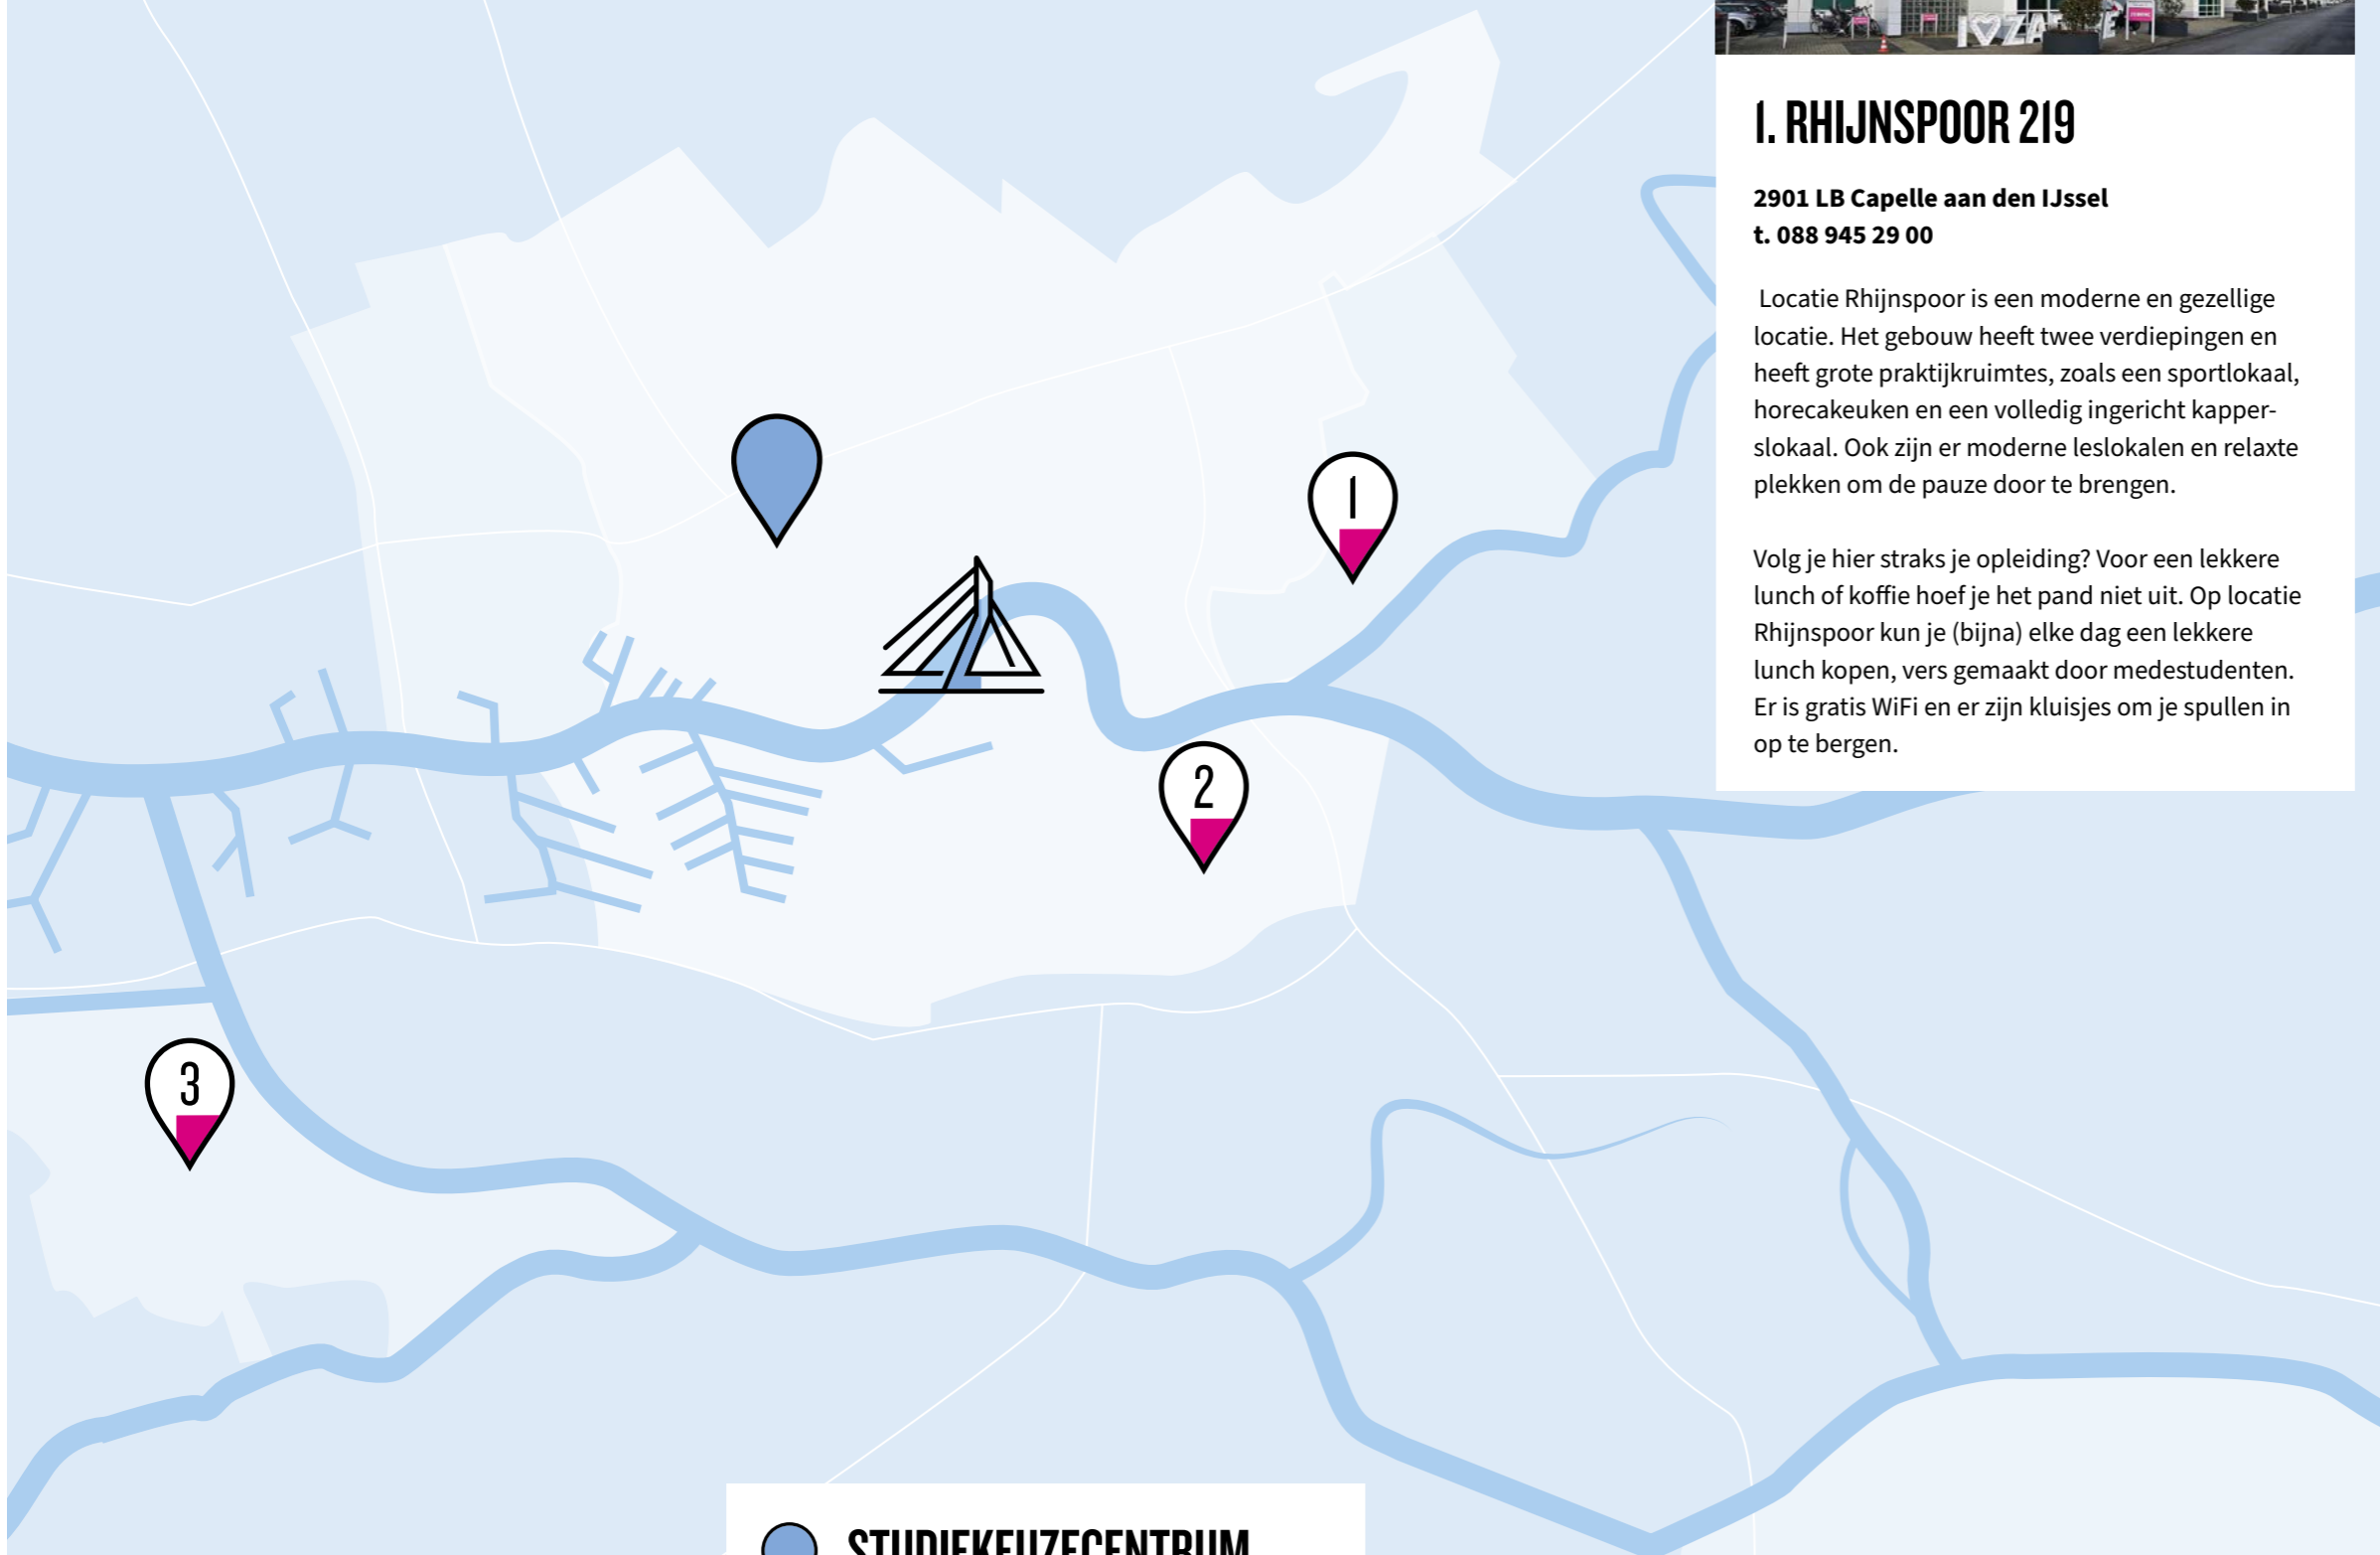 1. RHIJNSPOOR 219
2901 LB Capelle aan den IJssel
t. 088 945 29 00
Locatie Rhijnspoor is een moderne en gezellige
locatie. Het gebouw heeft twee verdiepingen en
heeft grote praktijkruimtes, zoals een sportlokaal,
horecakeuken en een volledig ingericht kapper-
slokaal. Ook zijn er moderne leslokalen en relaxte
plekken om de pauze door te brengen.
Volg je hier straks je opleiding? Voor een lekkere
lunch of koffie hoef je het pand niet uit. Op locatie
Rhijnspoor kun je (bijna) elke dag een lekkere
lunch kopen, vers gemaakt door medestudenten.
Er is gratis WiFi en er zijn kluisjes om je spullen in
op te bergen.
1
2
3
STUDIEKEUZECENTRUM